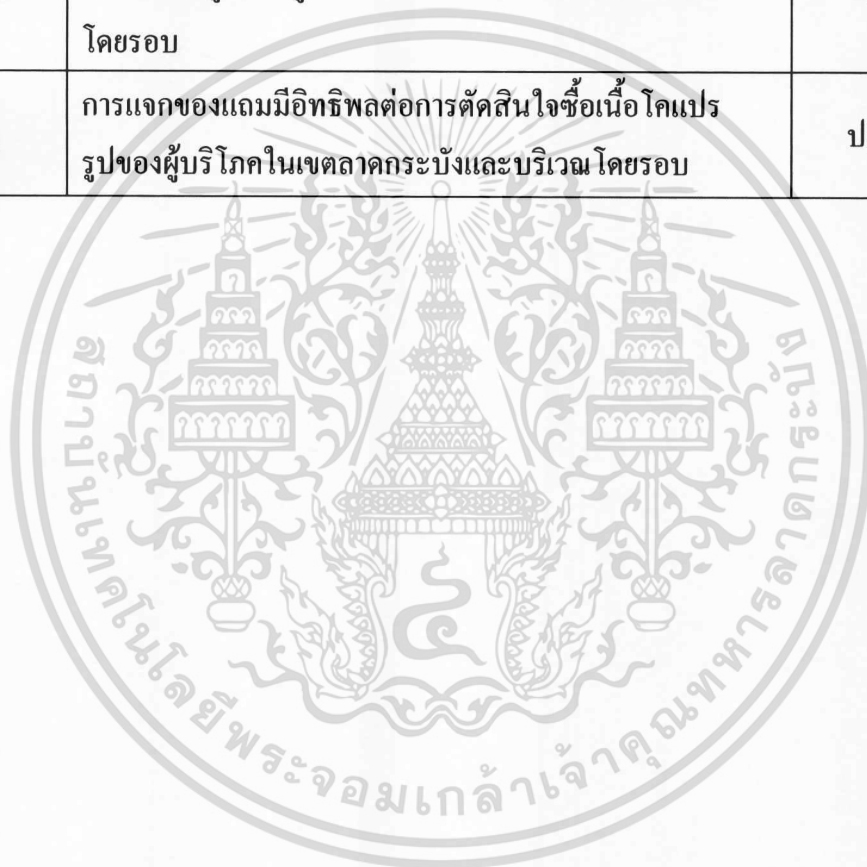 โดยรอบ
การแจกของแถมมีอิทธิพลต่อการตัดสินใจซื้อเนื้อโคแปร
รูปของผู้บริโภคในเขตลาดกระบังและบริเวณโดยรอบ
ป
สถาบันเทคโนโลยีพระจอมเกล้าเจ้าคุณทหารลาดกระบัง
๔